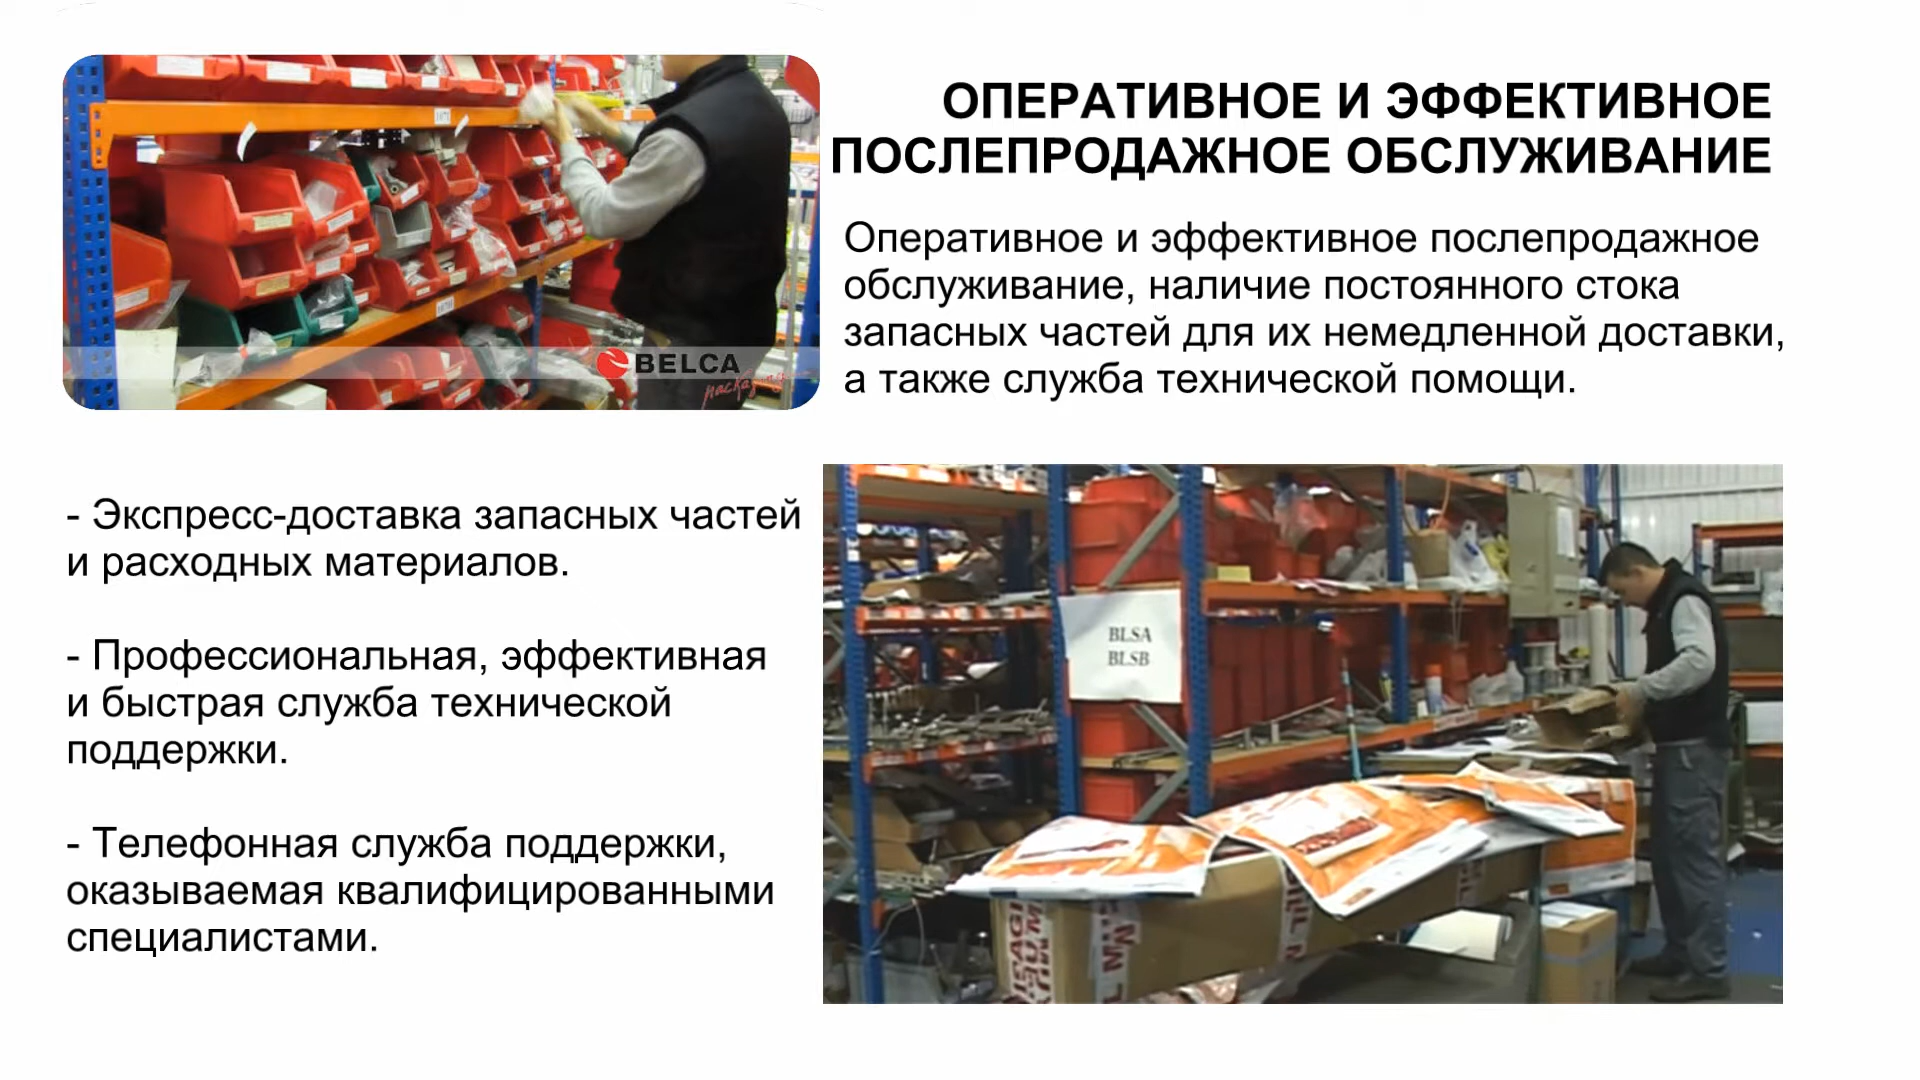 ОПЕРАТИВНОЕ И ЭФФЕКТИВНОЕ
ПОСЛЕПРОДАЖНОЕ ОБСЛУЖИВАНИЕ
Оперативное и эффективное послепродажное
обслуживание, наличие постоянного стока
запасных частей для их немедленной доставки,
а также служба технической помощи.
BELCA
packaging
- Экспресс-доставка запасных частей
и расходных материалов.
- Профессиональная, эффективная
и быстрая служба технической
поддержки.
- Телефонная служба поддержки,
оказываемая квалифицированными
специалистами.
BLSA
BLSB